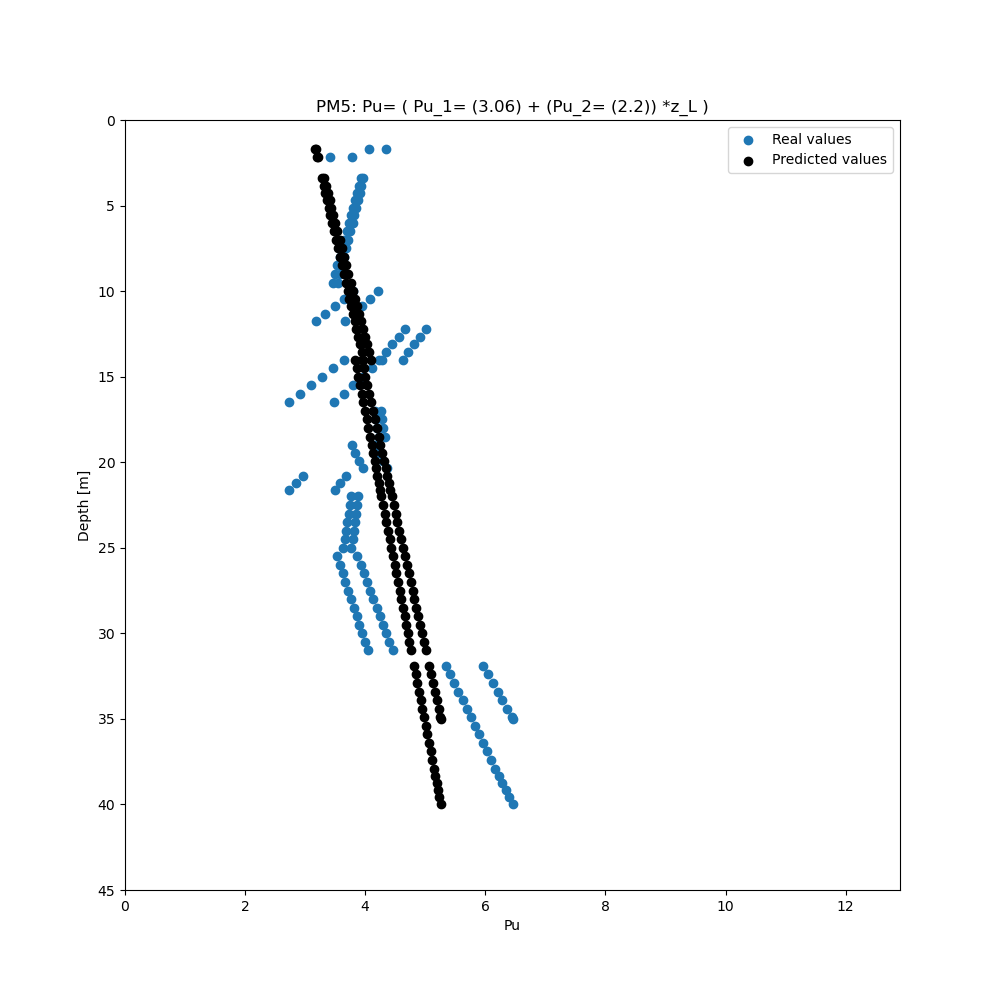 PM5: Pu= ( Pu_1= (3.06) + (Pu_2= (2.2)) *z_L )
Real values
Predicted values
0
5
10
15
20
25
30
35
40
45
Depth [m]
0 2 4 6 8 10 12
Pu